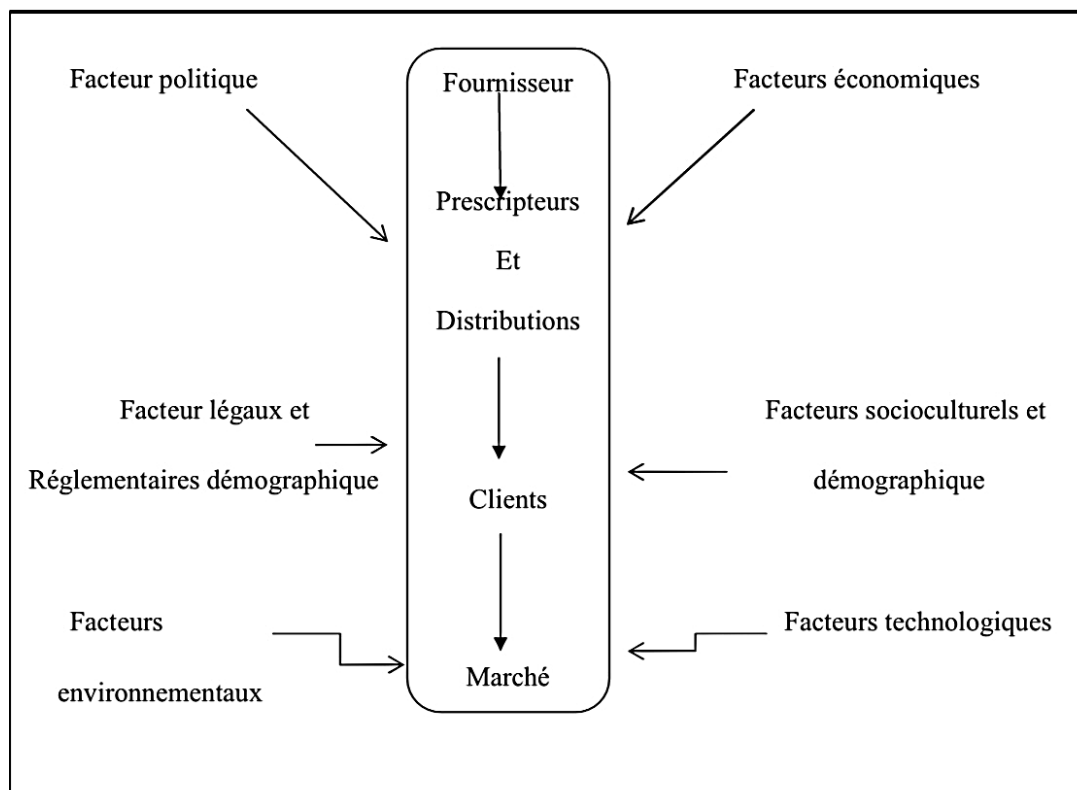 Facteur politique
Fournisseur
Facteurs économiques
Prescripteurs
Et
Distributions
Facteur légaux et
Réglementaires démographique
Facteurs socioculturels et
démographique
Clients
Facteurs
environnementaux
Facteurs technologiques
Marché